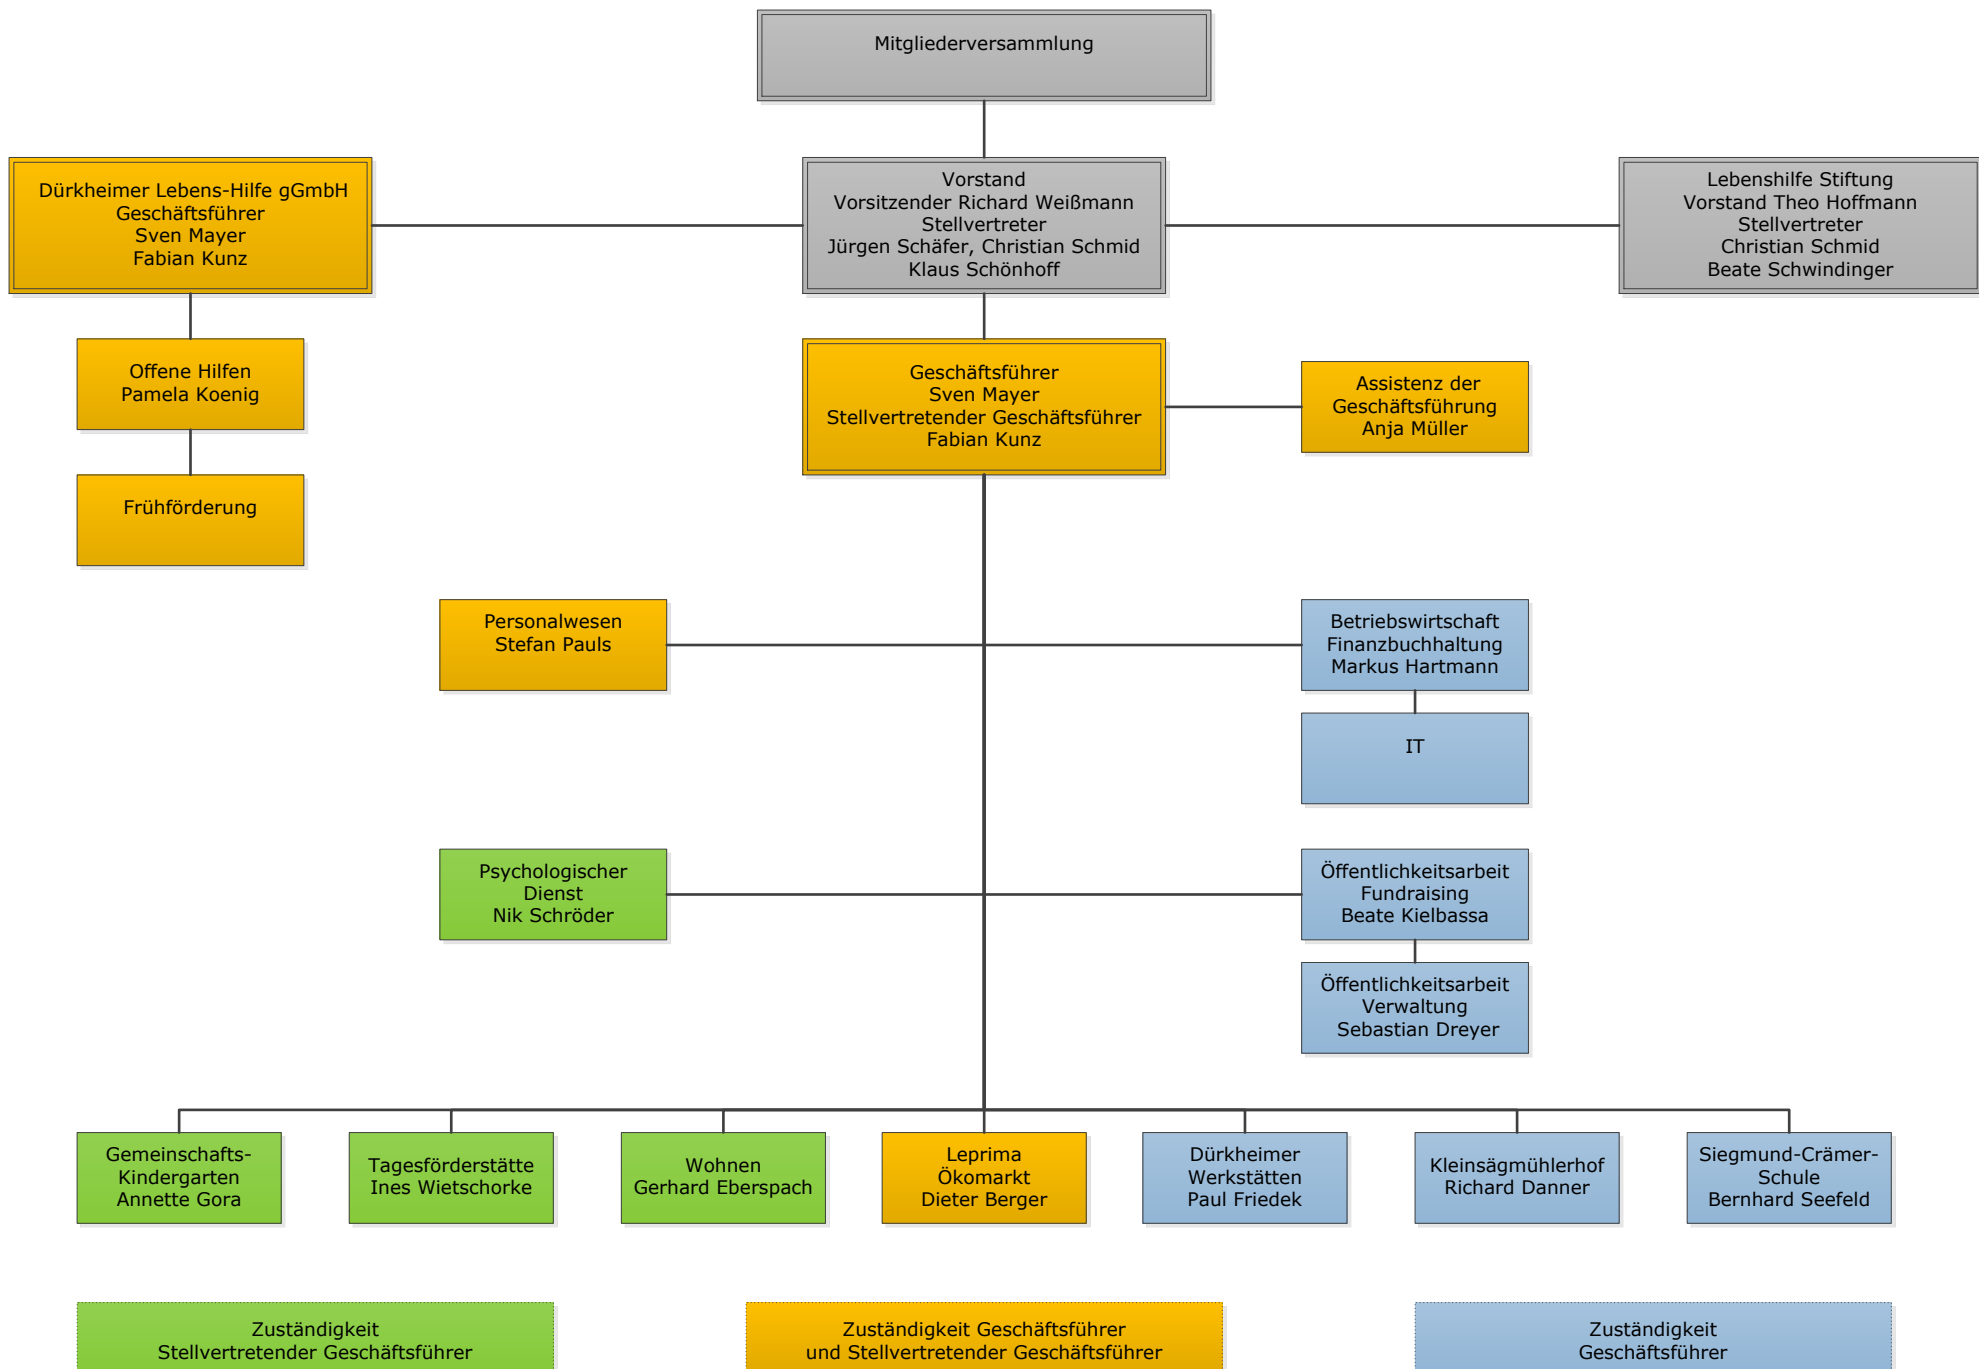 Mitgliederversammlung
Dürkheimer Lebens-Hilfe gGmbH
Geschäftsführer
Sven Mayer
Fabian Kunz
Vorstand
Vorsitzender Richard Weißmann
Stellvertreter
Jürgen Schäfer, Christian Schmid
Klaus Schönhoff
Lebenshilfe Stiftung
Vorstand Theo Hoffmann
Stellvertreter
Christian Schmid
Beate Schwindinger
Offene Hilfen
Pamela Koenig
Geschäftsführer
Sven Mayer
Stellvertretender Geschäftsführer
Fabian Kunz
Assistenz der
Geschäftsführung
Anja Müller
Frühförderung
Personalwesen
Stefan Pauls
Betriebswirtschaft
Finanzbuchhaltung
Markus Hartmann
IT
Psychologischer
Dienst
Nik Schröder
Öffentlichkeitsarbeit
Fundraising
Beate Kielbassa
Öffentlichkeitsarbeit
Verwaltung
Sebastian Dreyer
Gemeinschafts-
Kindergarten
Annette Gora
Tagesförderstätte
Ines Wietschorke
Wohnen
Gerhard Eberspach
Leprima
Ökomarkt
Dieter Berger
Dürkheimer
Werkstätten
Paul Friedek
Kleinsägmühlerhof
Richard Danner
Siegmund-Crämer-
Schule
Bernhard Seefeld
Zuständigkeit
Stellvertretender Geschäftsführer
Zuständigkeit Geschäftsführer
und Stellvertretender Geschäftsführer
Zuständigkeit
Geschäftsführer